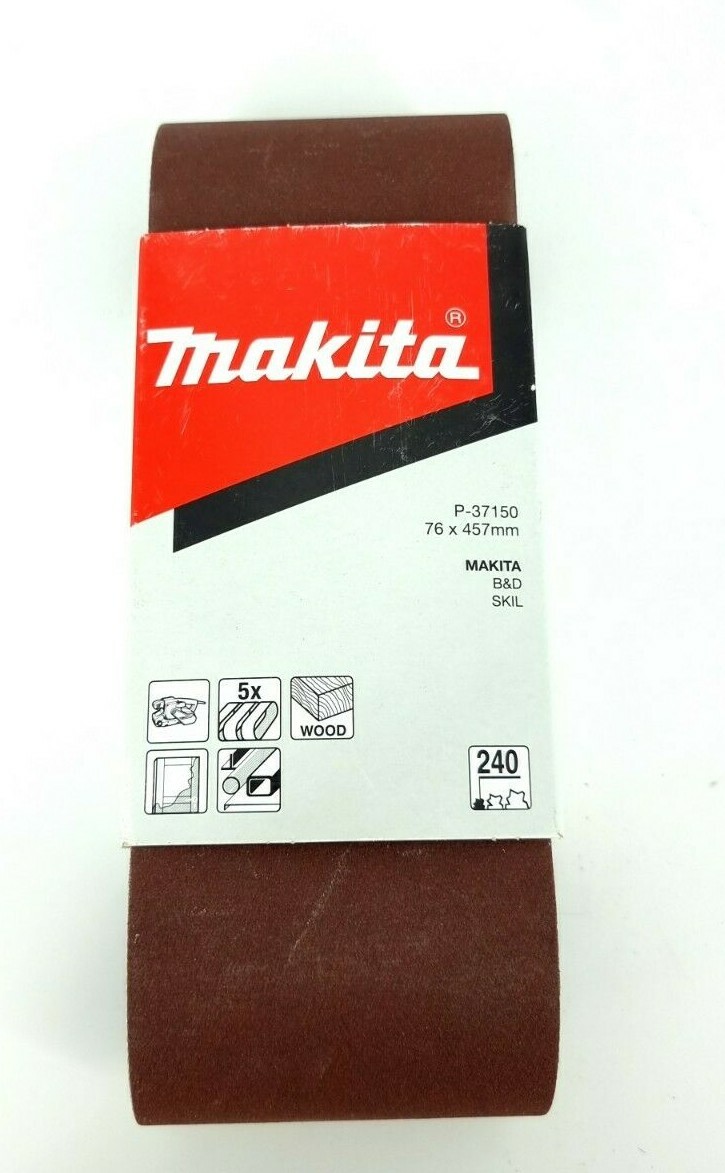 makita®
P-37150
76 x 457mm
MAKITA
B&D
SKIL
5x
WOOD
240